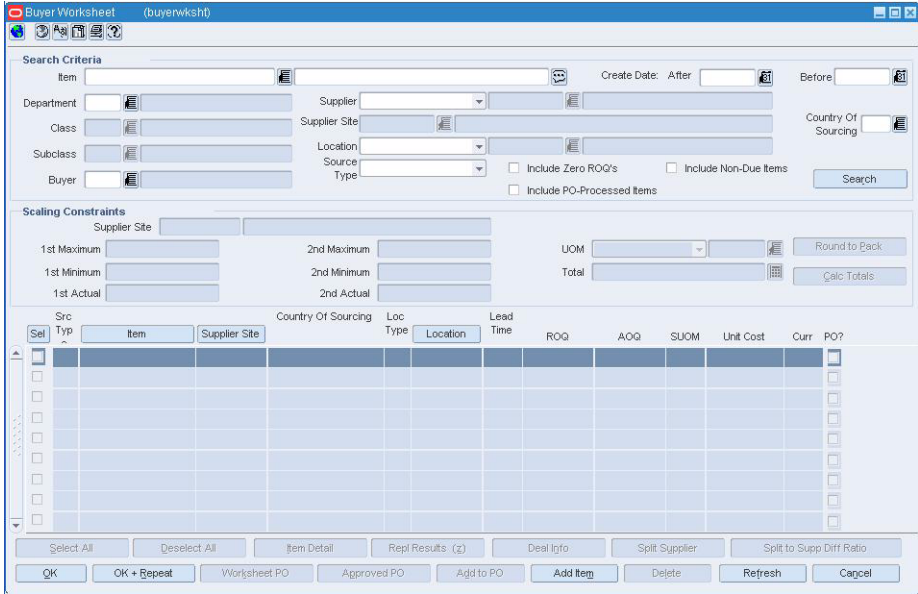 Buyer Worksheet (buyerwksht)
Search Criteria
Item Create Date: After Before
Department Supplier
Class Supplier Site Country Of Sourcing
Subclass Location
Buyer Source Type Include Zero ROQ's Include Non-Due Items Search
Include PO-Processed Items
Scaling Constraints
Supplier Site
1st Maximum 2nd Maximum UOM Round to Pack
1st Minimum 2nd Minimum Total Calc Totals
1st Actual 2nd Actual
Sel Src Typ Item Supplier Site Country Of Sourcing Loc Type Location Lead Time ROQ AOQ SUOM Unit Cost Curr PO?
Select All Deselect All Item Detail Repl Results (z) Deal Info Split Supplier Split to Supp Diff Ratio
OK OK + Repeat Worksheet PO Approved PO Add to PO Add Item Delete Refresh Cancel